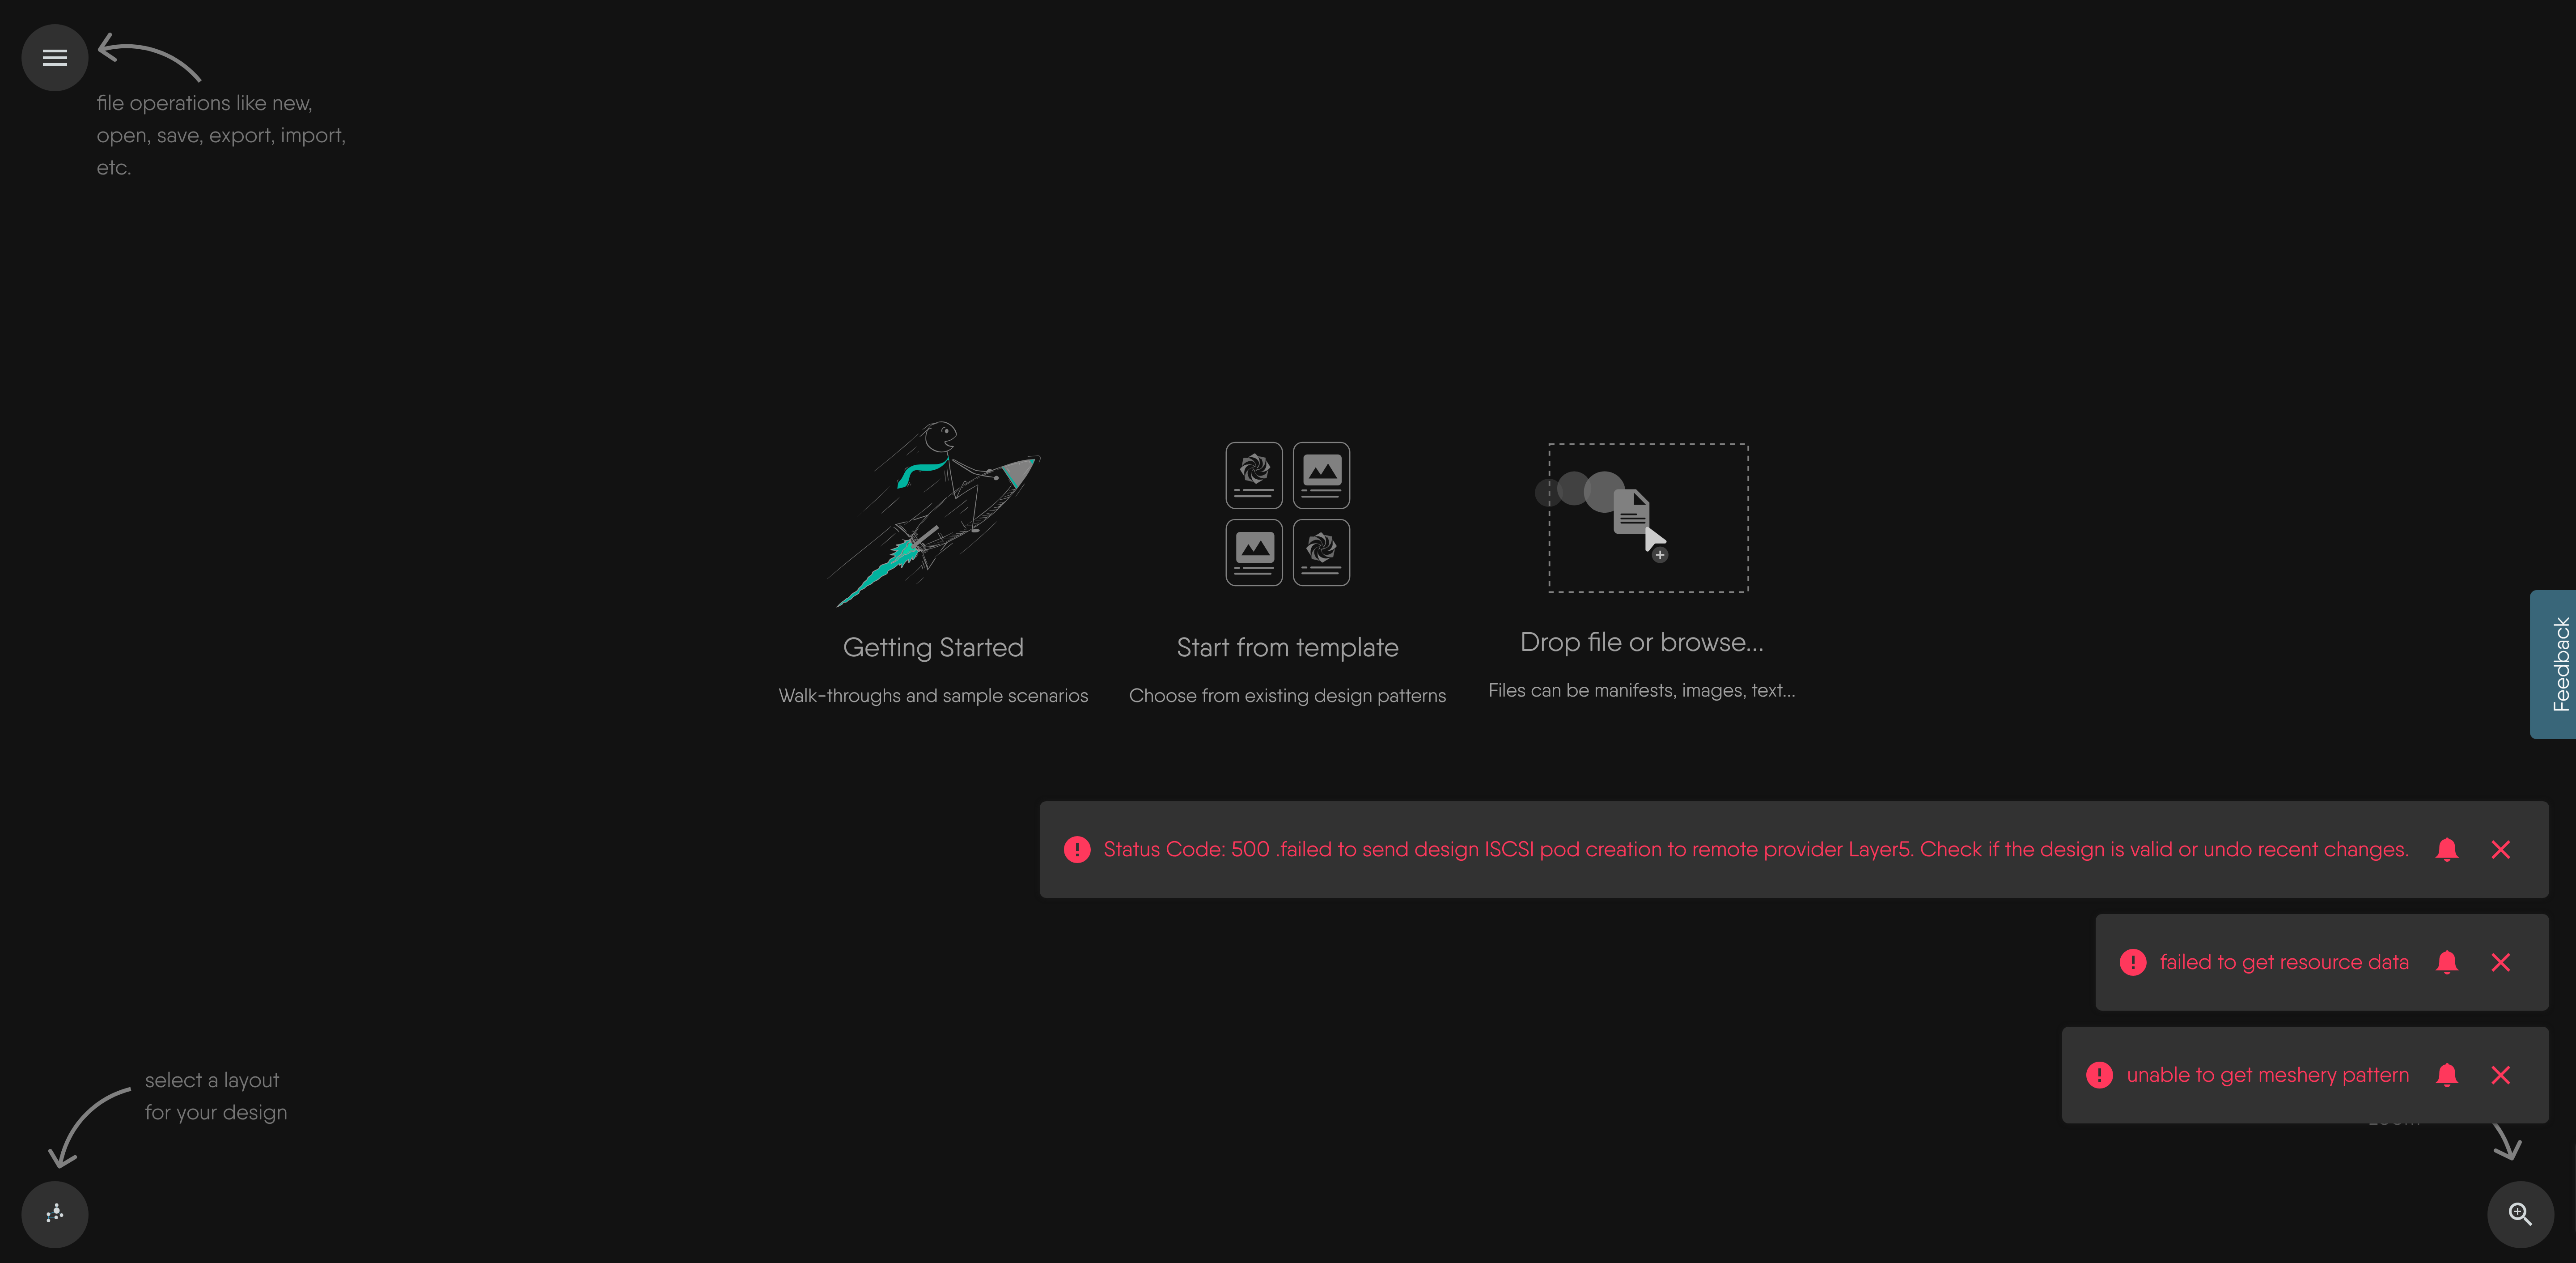 file operations like new,
open, save, export, import,
etc.
Getting Started
Walk-throughs and sample scenarios
Start from template
Choose from existing design patterns
Drop file or browse...
Files can be manifests, images, text...
Feedback
Status Code: 500 .failed to send design ISCSI pod creation to remote provider Layer5. Check if the design is valid or undo recent changes.
failed to get resource data
unable to get meshery pattern
select a layout
for your design